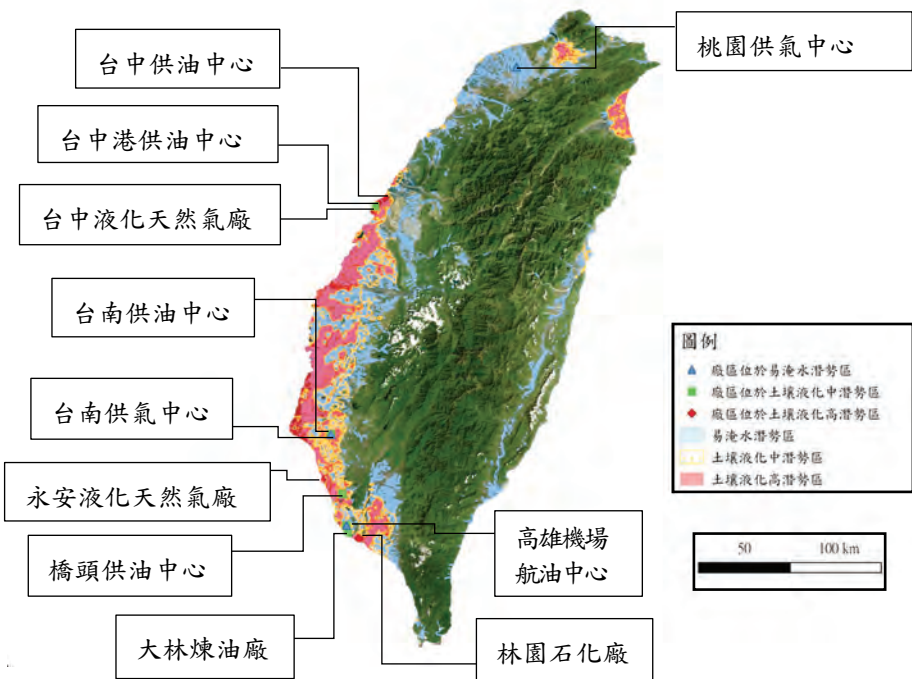 台中供油中心
桃園供氣中心
台中港供油中心
台中液化天然氣廠
台南供油中心
台南供氣中心
永安液化天然氣廠
橋頭供油中心
高雄機場
航油中心
大林煉油廠
林園石化廠
圖例
廠區位於易淹水潛勢區
廠區位於土壤液化中潛勢區
廠區位於土壤液化高潛勢區
易淹水潛勢區
土壤液化中潛勢區
土壤液化高潛勢區
50 100 km